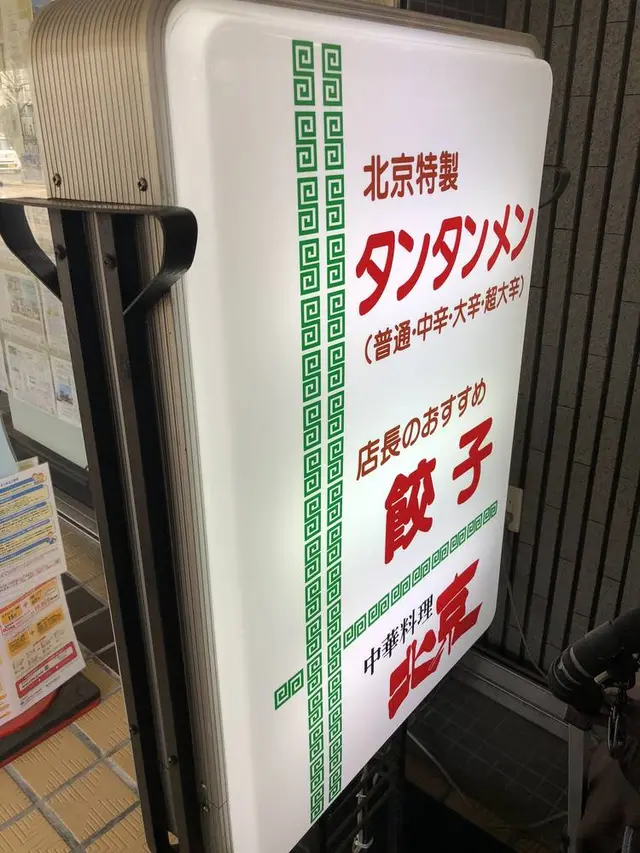 北京特製
タンタンメン
(普通・中辛・大辛・超大辛)
店長のおすすめ
餃子
中華料理
北京